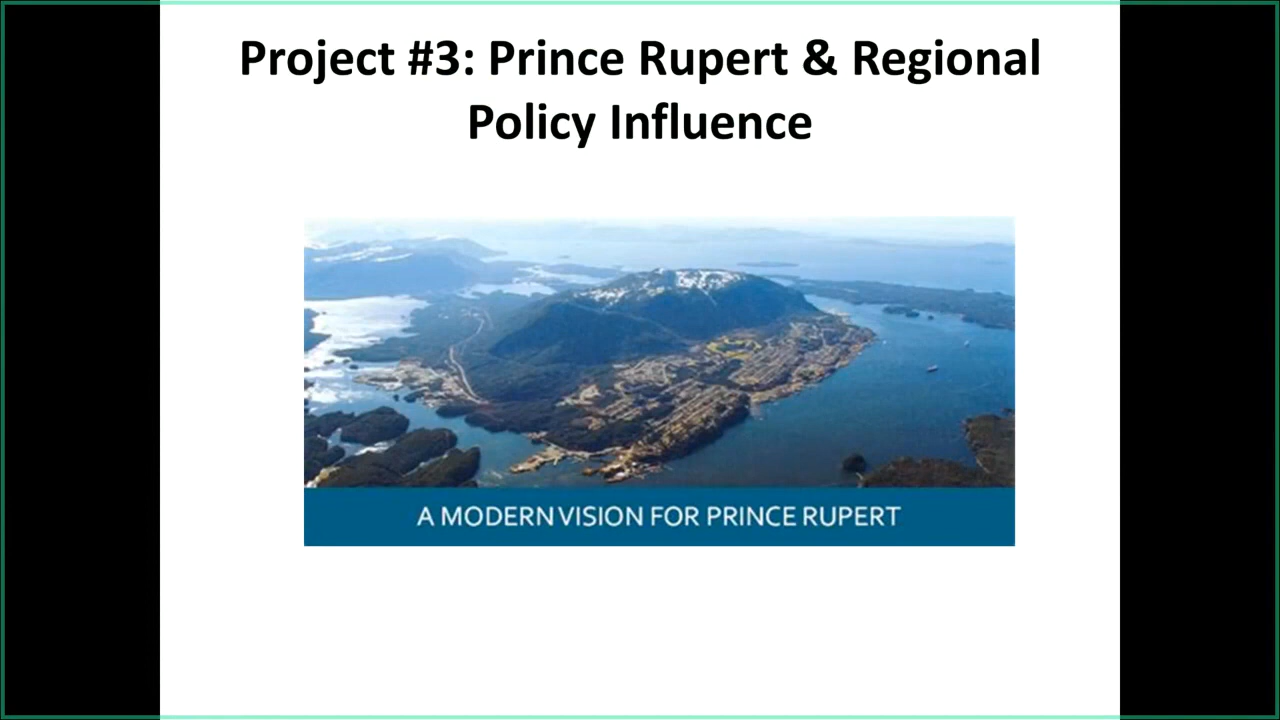 Project #3: Prince Rupert & Regional
Policy Influence
A MODERN VISION FOR PRINCE RUPERT